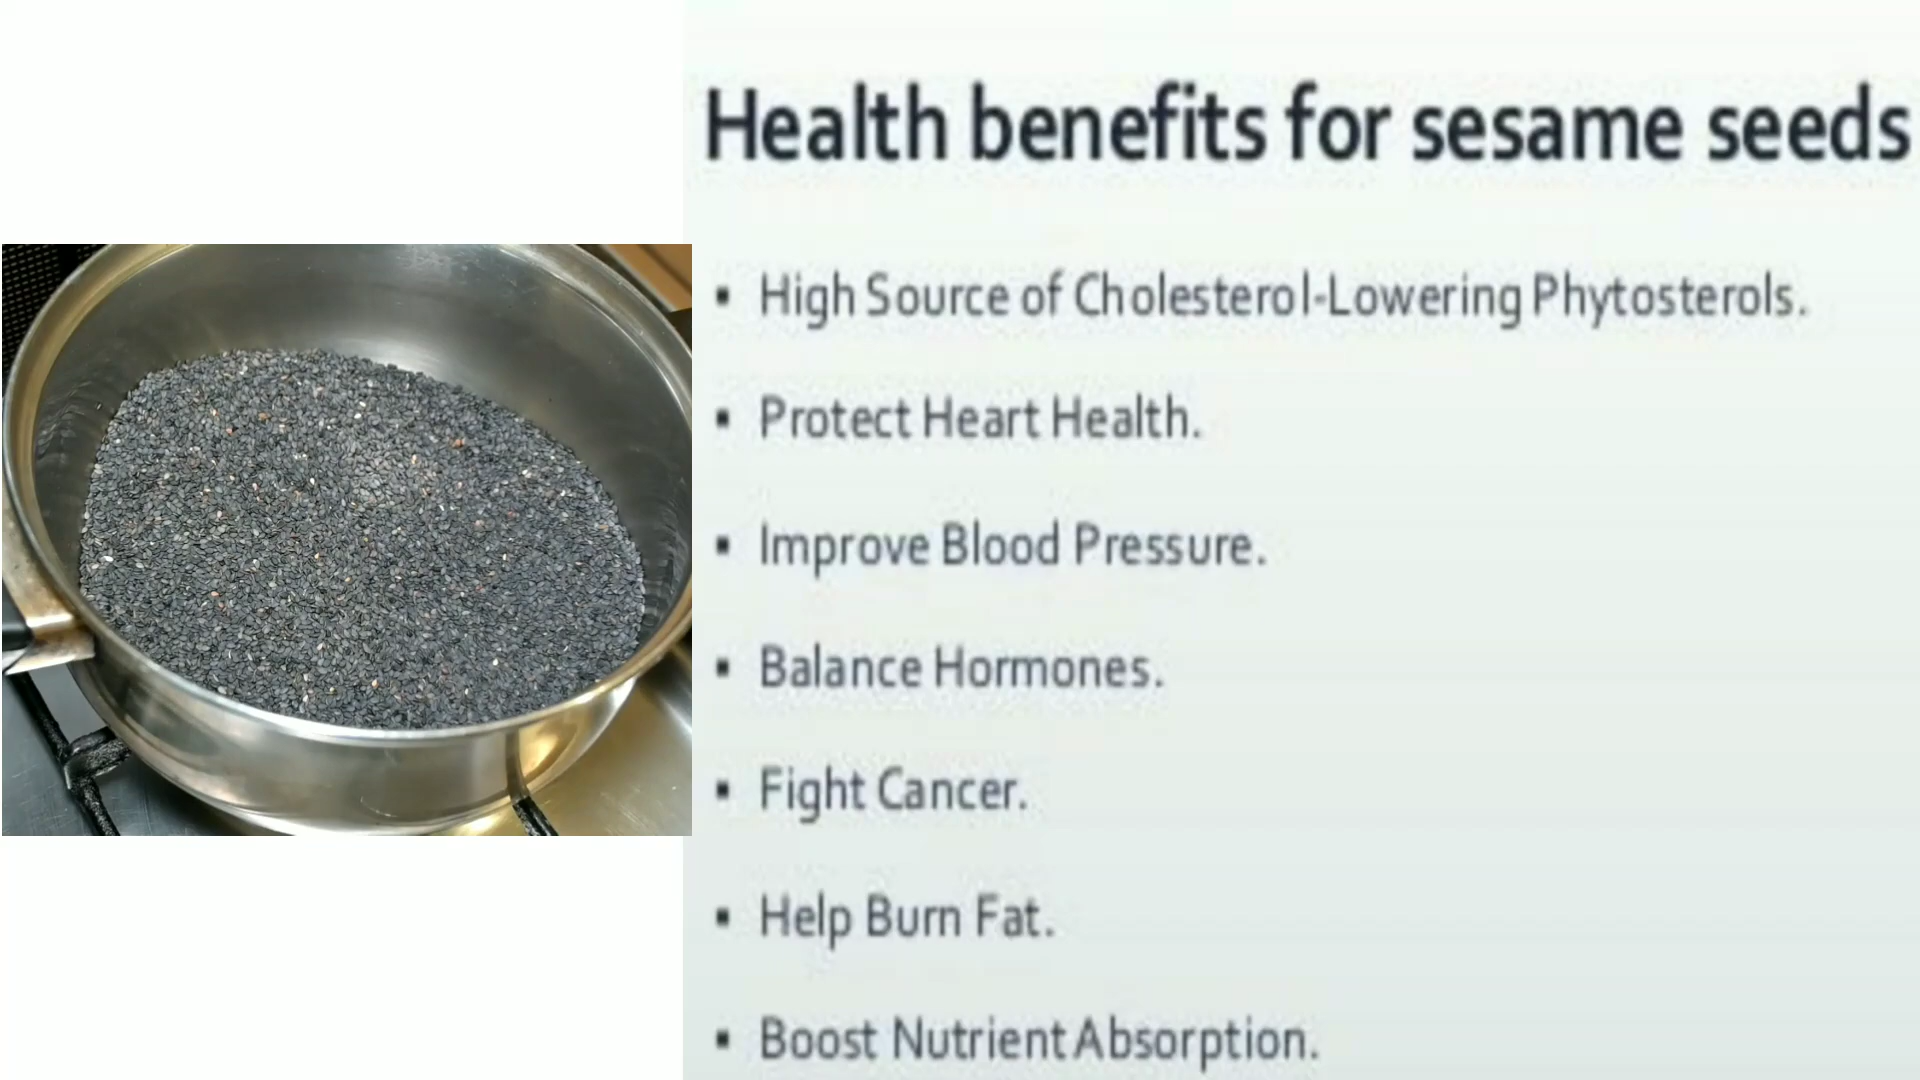 Health benefits for sesame seeds
▪ High Source of Cholesterol-Lowering Phytosterols.
▪ Protect Heart Health.
▪ Improve Blood Pressure.
▪ Balance Hormones.
▪ Fight Cancer.
▪ Help Burn Fat.
▪ Boost Nutrient Absorption.